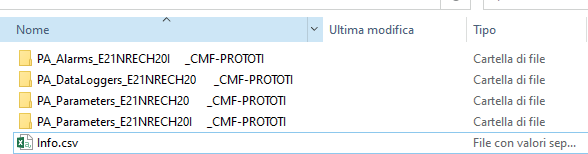 Nome Ultima modifica Tipo
PA_Alarms_E21NRECH20I _CMF-PROTOTI Cartella di file
PA_DataLoggers_E21NRECH20 _CMF-PROTOTI Cartella di file
PA_Parameters_E21NRECH20 _CMF-PROTOTI Cartella di file
PA_Parameters_E21NRECH20I _CMF-PROTOTI Cartella di file
Info.csv File con valori sep...